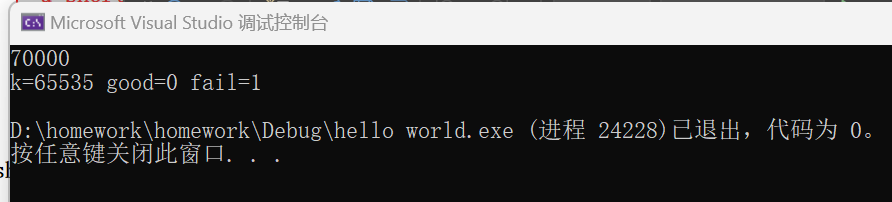 Microsoft Visual Studio 调试控制台
70000
k=65535 good=0 fail=1
D:\homework\homework\Debug\hello world.exe (进程 24228)已退出，代码为 0。
按任意键关闭此窗口. . .